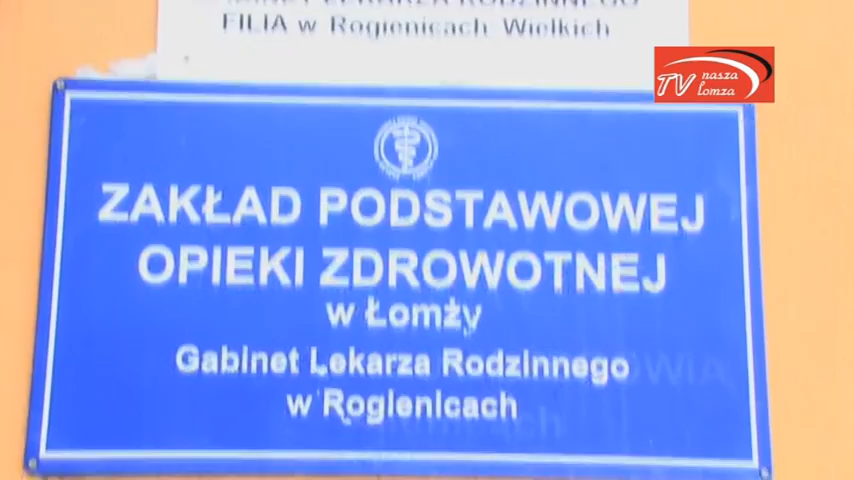 FILIA w Rogienicach Wielkich
TV nasza Łomża
ZAKŁAD PODSTAWOWEJ
OPIEKI ZDROWOTNEJ
w Łomży
Gabinet Lekarza Rodzinnego
w Rogienicach